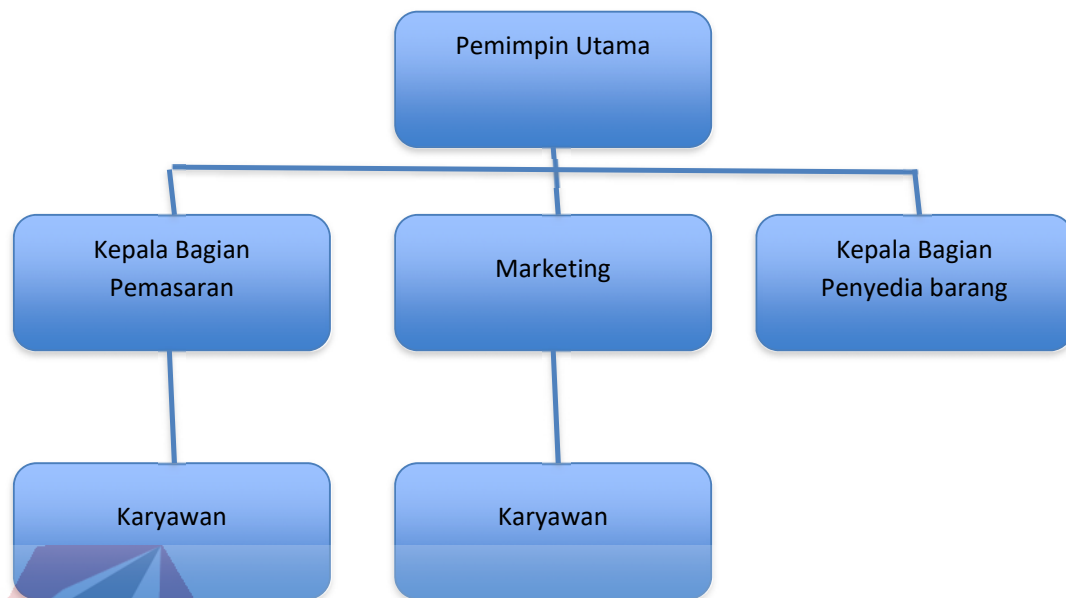 Pemimpin Utama
Kepala Bagian
Pemasaran
Marketing
Kepala Bagian
Penyedia barang
Karyawan
Karyawan